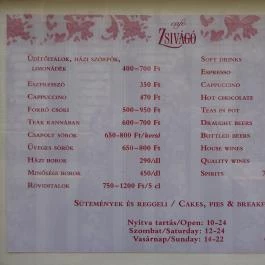 café
Zsivágó
Üdítőitalok, házi szörpök,
limonádék 400–700 Ft
Eszpresszó 350 Ft
Cappuccino 470 Ft
Forró csoki 500–950 Ft
Teák kannában 600–700 Ft
Csapolt sörök 650–800 Ft/korsó
Üveges sörök 650–800 Ft
Házi borok 290/dl
Minőségi borok 450/dl
Röviditalok 750–1200 Ft/5 cl
Soft drinks
Espresso
Cappuccino
Hot chocolate
Teas in pot
Draught beers
Bottled beers
House wines
Quality wines
Spirits
Sütemények és reggeli / Cakes, pies & breakf
Nyitva tartás/Open: 10–24
Szombat/Saturday: 12–24
Vasárnap/Sunday: 14–22